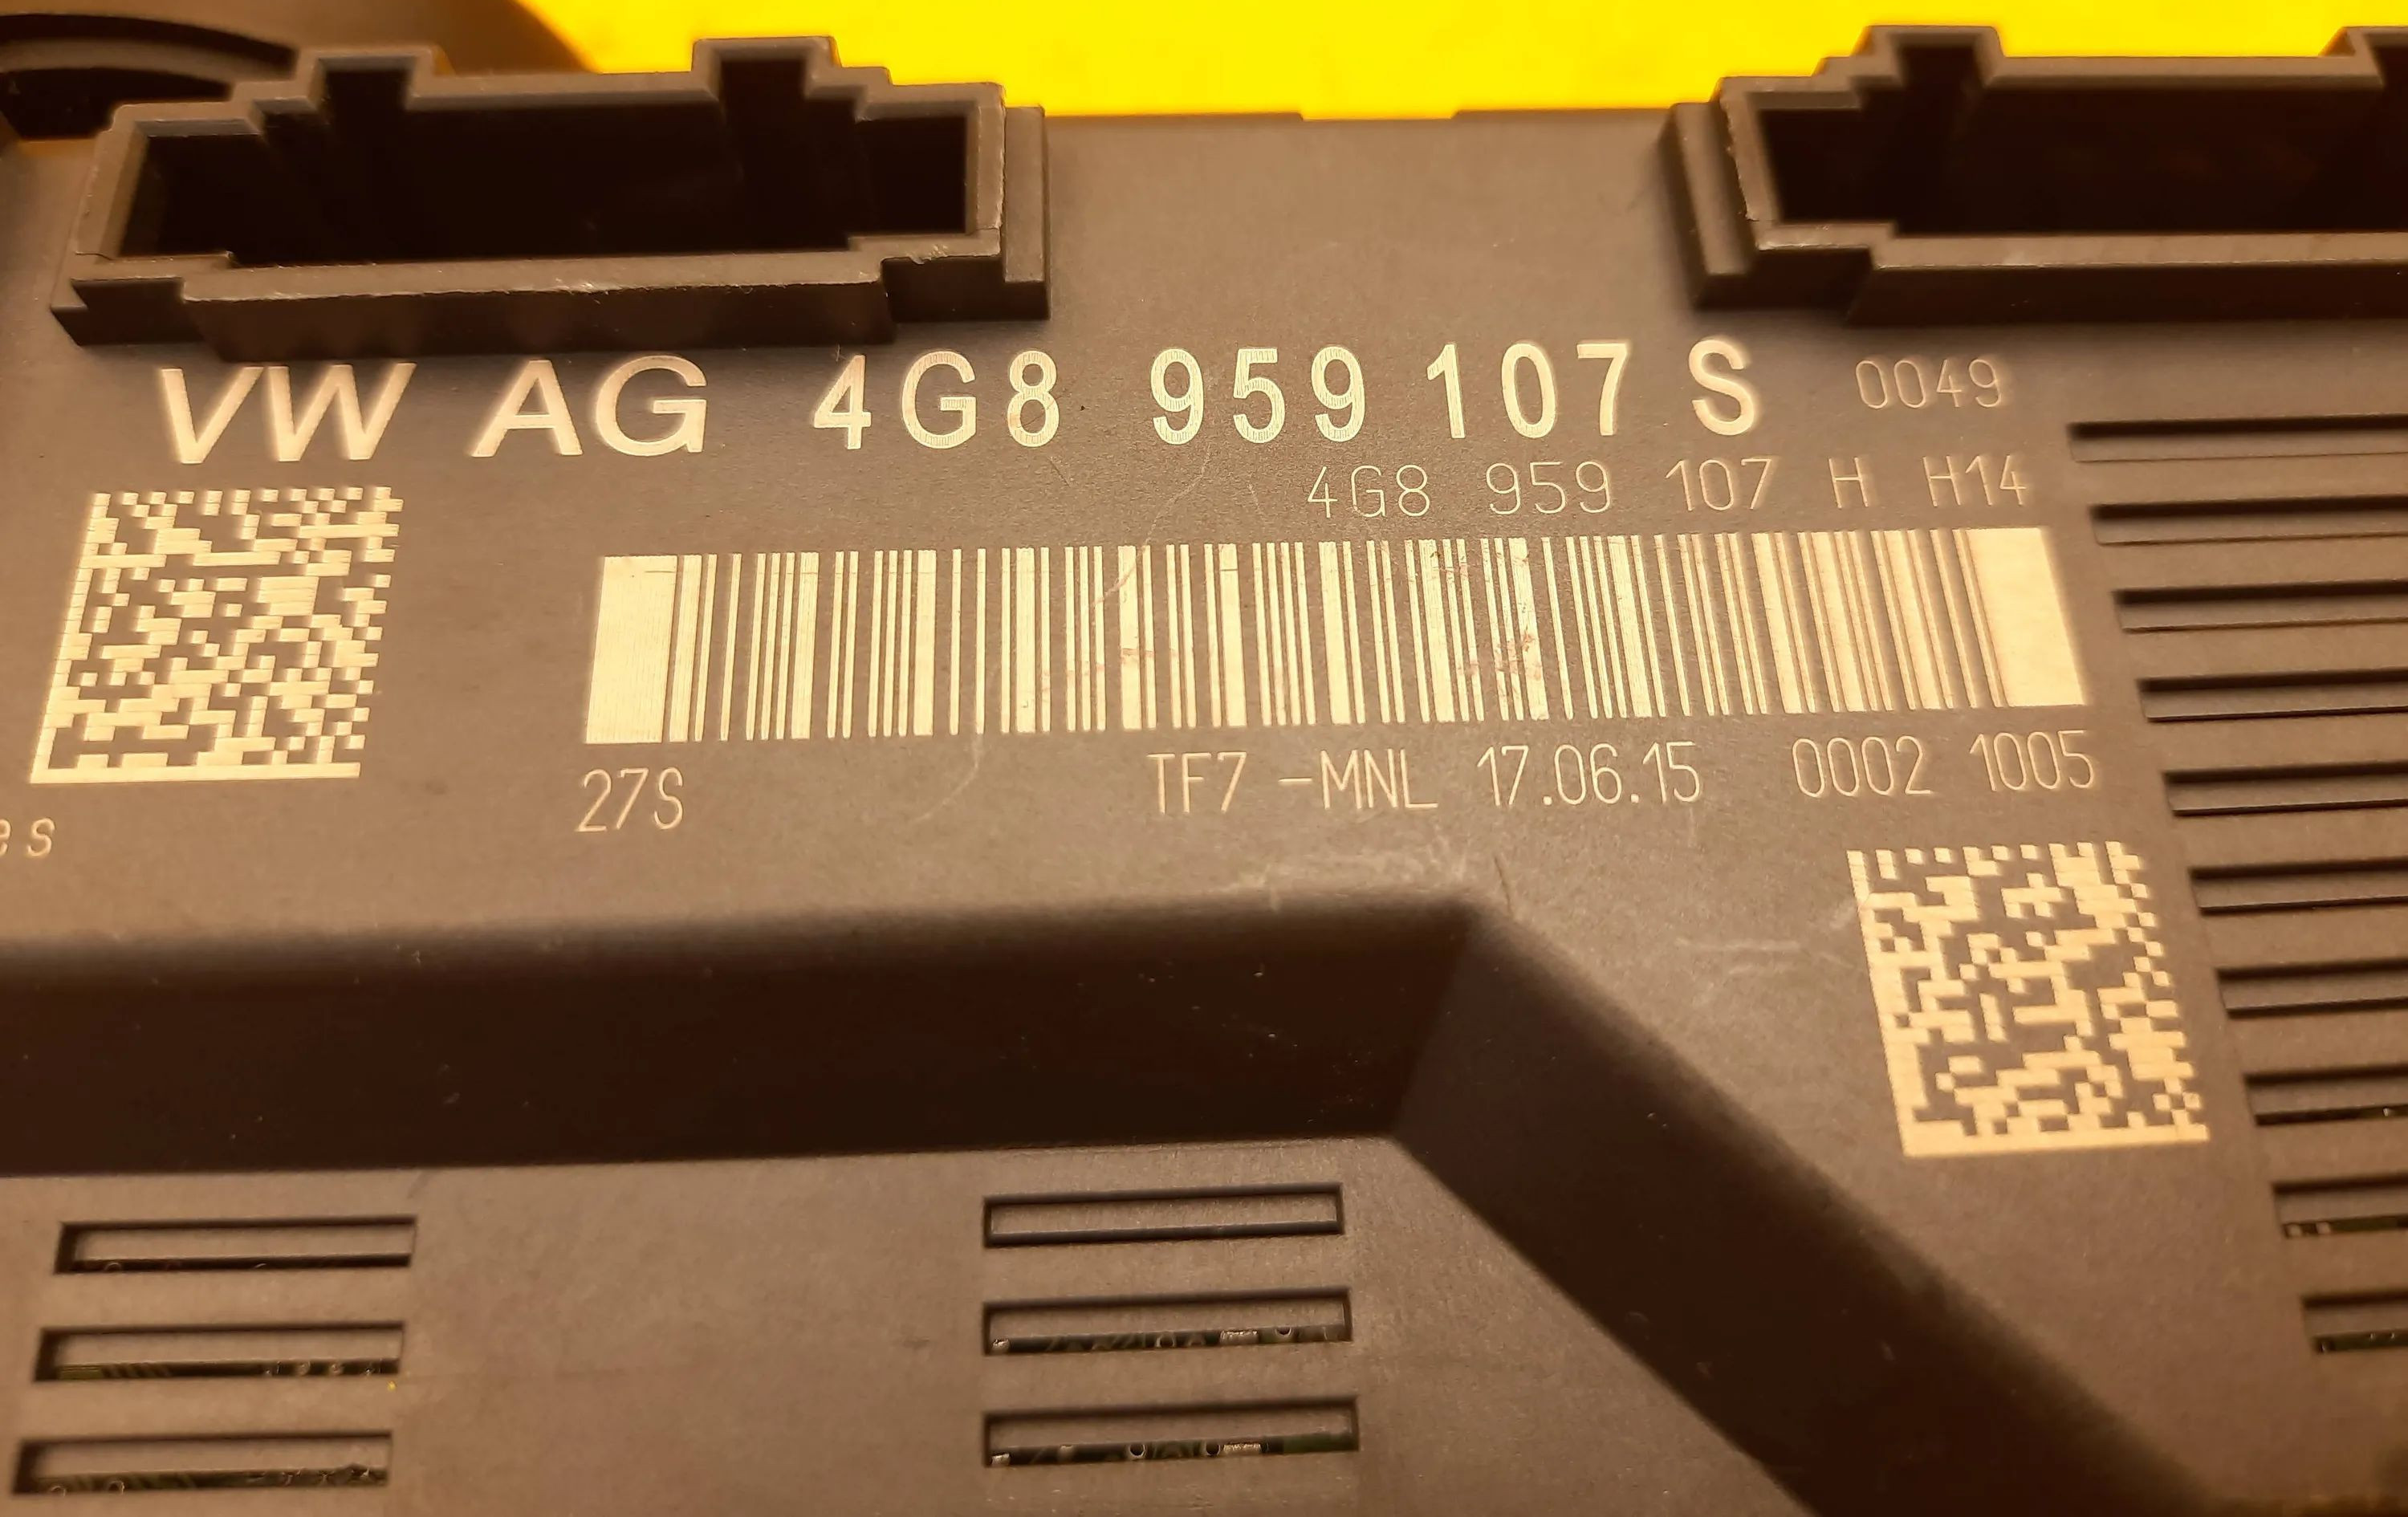 VW AG 4G8 959 107 S 0049
4G8 959 107 H H14
27S TF7 -MNL 17.06.15 0002 1005